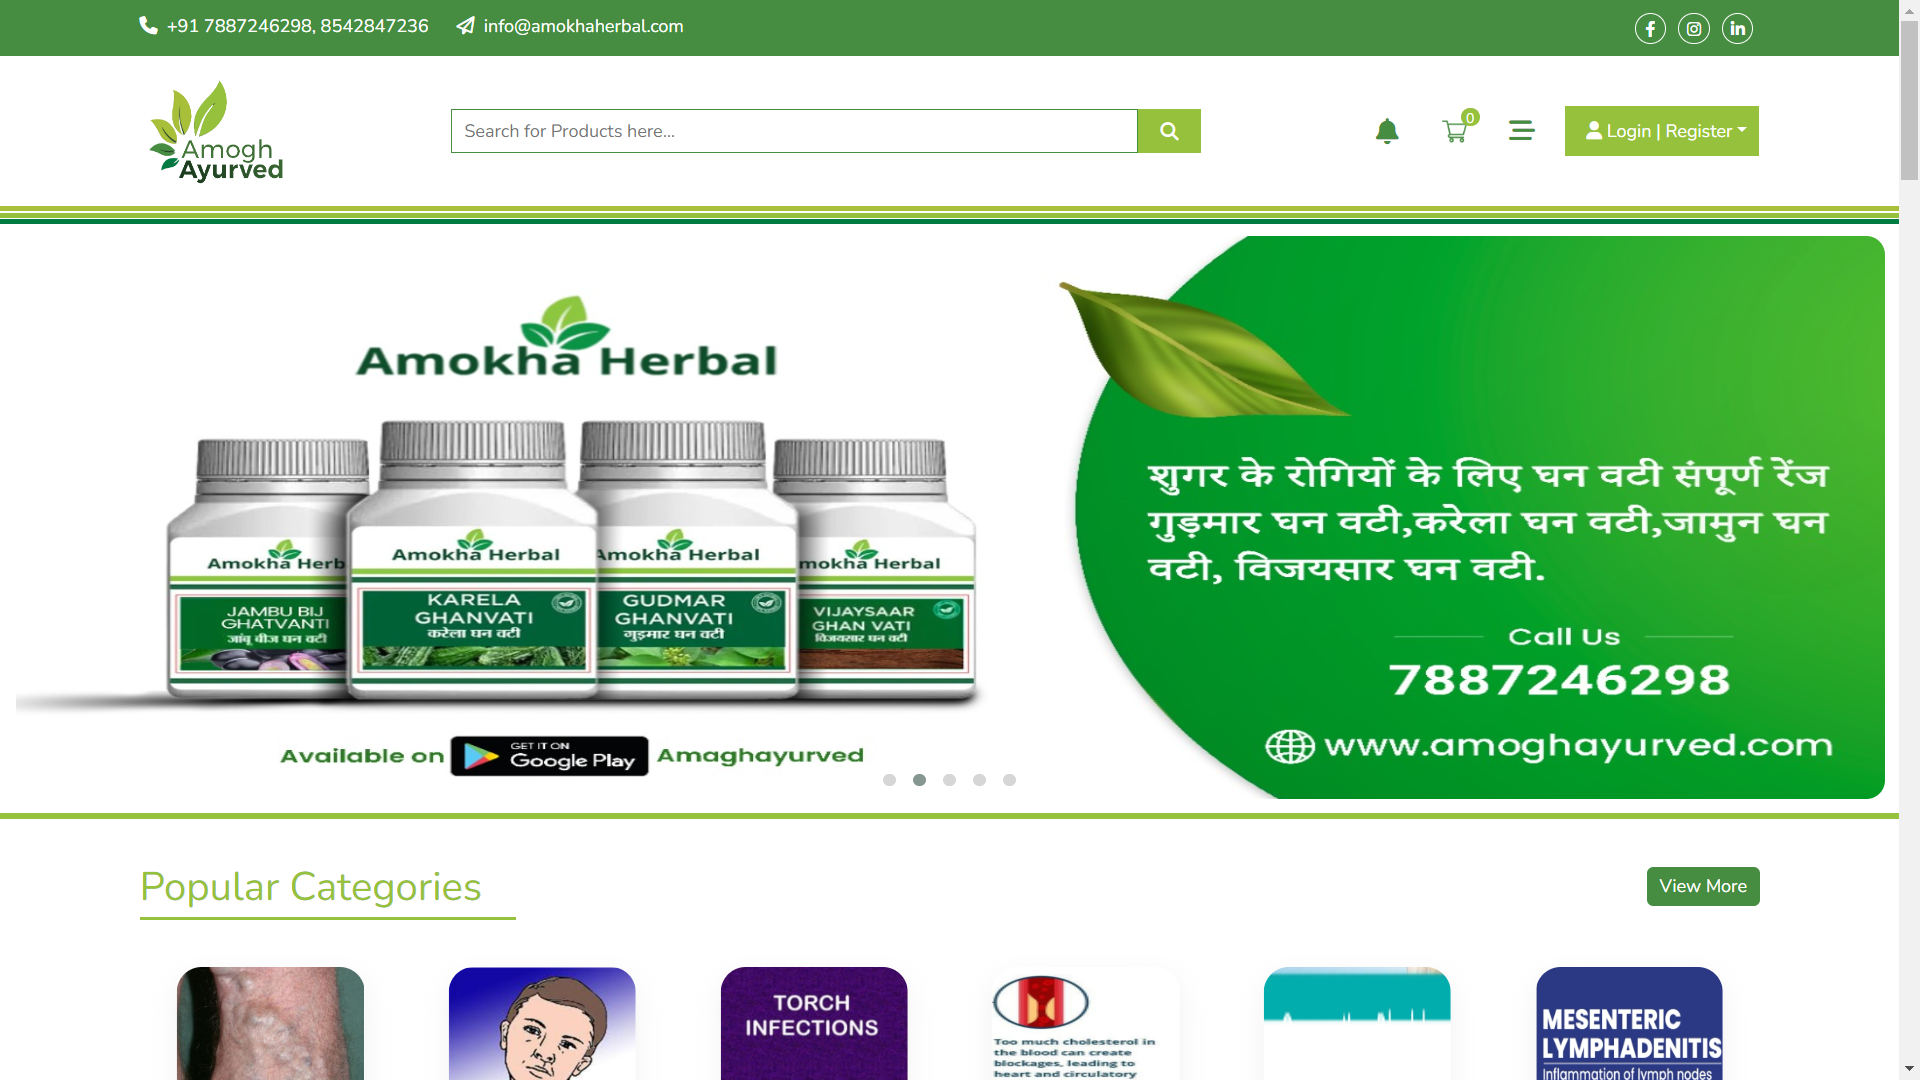 +91 7887246298, 8542847236
info@amokhaherbal.com
Amogh
Ayurved
Search for Products here...
0
Login | Register
Amokha Herbal
Amokha Herb
JAMBU BIJ
GHATVANTI
जांबू बीज घन वटी
Amokha Herbal
KARELA
GHANVATI
करेला घन वटी
Amokha Herbal
GUDMAR
GHANVATI
गुड़मार घन वटी
mokha Herbal
VIJAYSAAR
GHAN VATI
विजयसार घन वटी
Available on GET IT ON Google Play Amaghayurved
शुगर के रोगियों के लिए घन वटी संपूर्ण रेंज
गुड़मार घन वटी,करेला घन वटी,जामुन घन
वटी, विजयसार घन वटी.
Call Us
7887246298
www.amoghayurved.com
Popular Categories
View More
TORCH
INFECTIONS
Too much cholesterol in
the blood can create
blockages, leading to
heart and circulatory
MESENTERIC
LYMPHADENITIS
Inflammation of lymph nodes